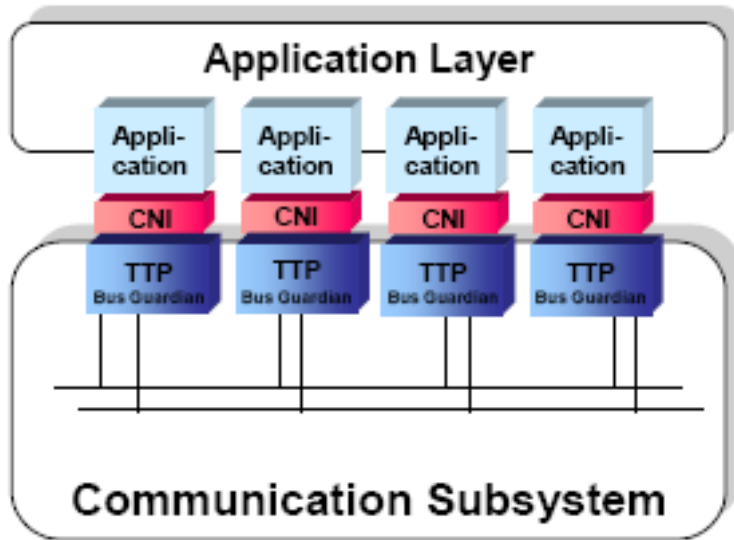 Application Layer
Appli-
cation
Appli-
cation
Appli-
cation
Appli-
cation
CNI
CNI
CNI
CNI
TTP
Bus Guardian
TTP
Bus Guardian
TTP
Bus Guardian
TTP
Bus Guardian
Communication Subsystem